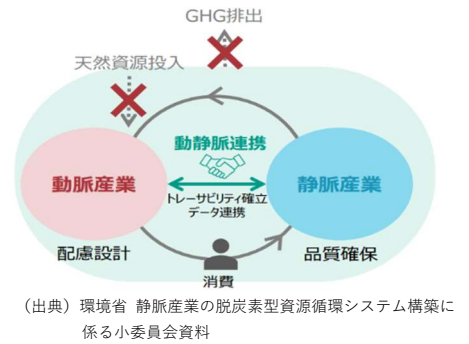 GHG排出
天然資源投入
動静脈連携
動脈産業
静脈産業
トレーサビリティ確立
データ連携
配慮設計
品質確保
消費
（出典）環境省 静脈産業の脱炭素型資源循環システム構築に
係る小委員会資料